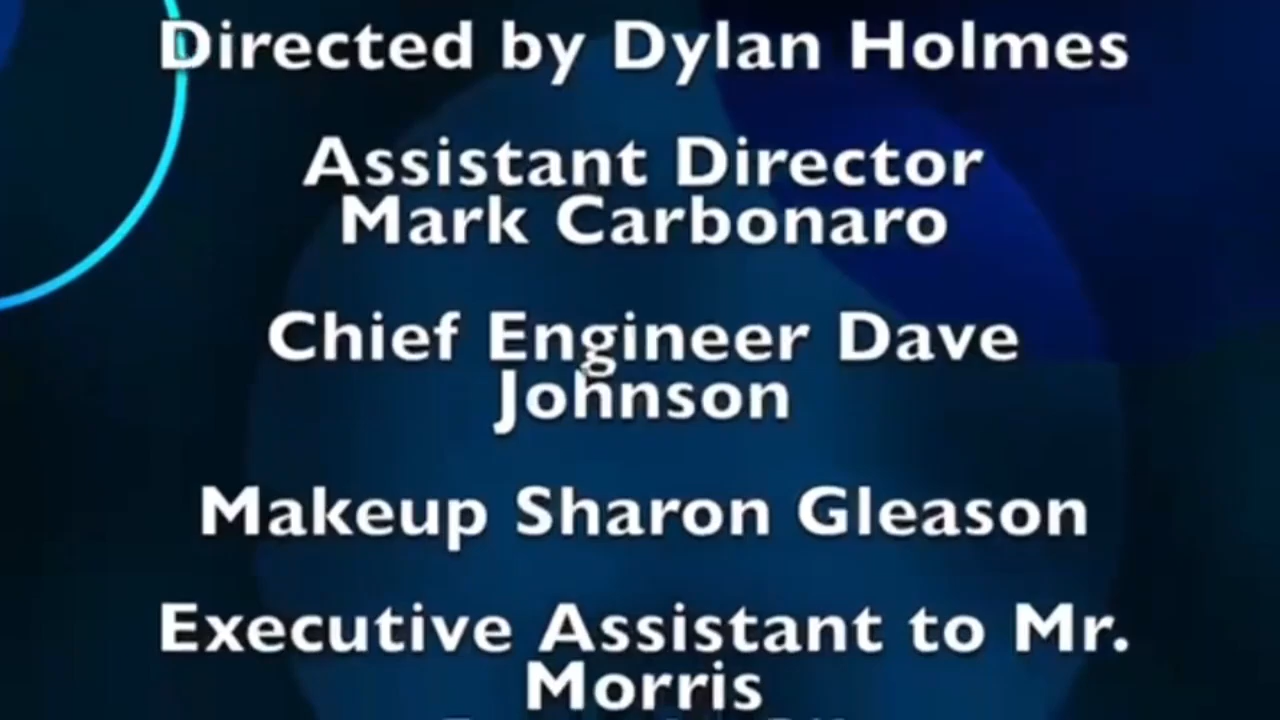 Directed by Dylan Holmes
Assistant Director
Mark Carbonaro
Chief Engineer Dave
Johnson
Makeup Sharon Gleason
Executive Assistant to Mr.
Morris